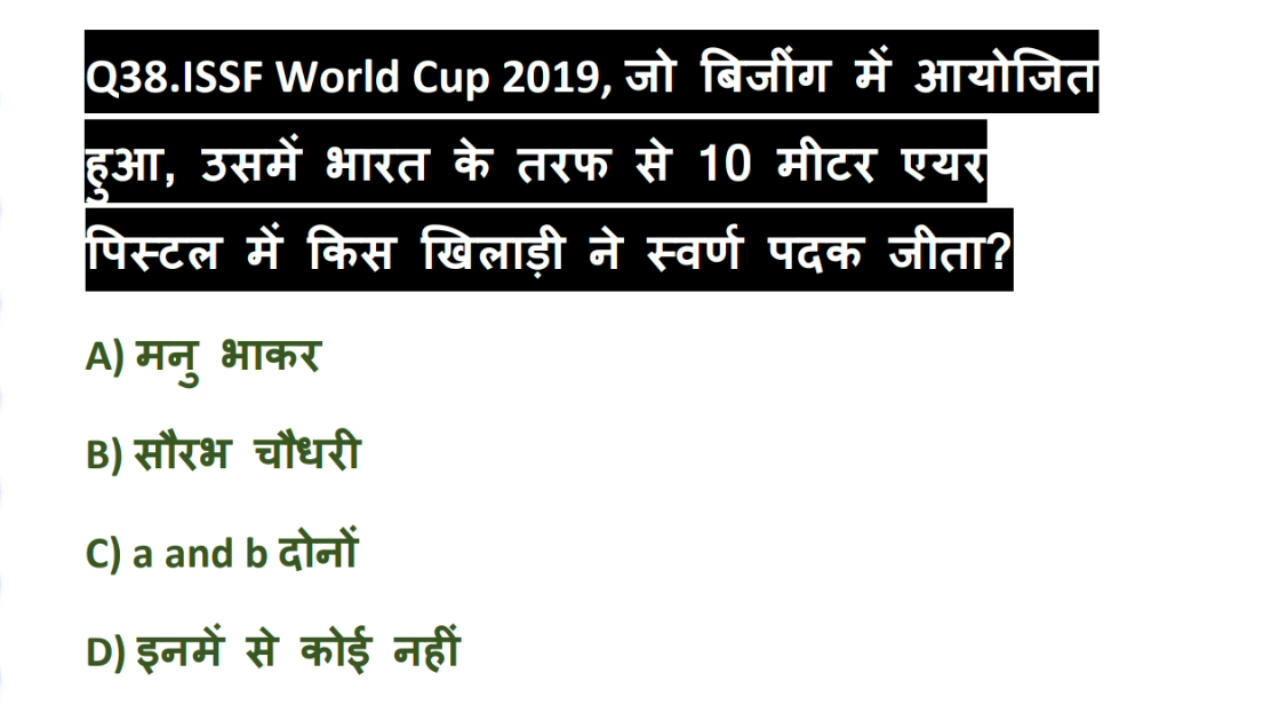 Q38.ISSF World Cup 2019, जो बिजींग में आयोजित
हुआ, उसमें भारत के तरफ से 10 मीटर एयर
पिस्टल में किस खिलाड़ी ने स्वर्ण पदक जीता?
A) मनु भाकर
B) सौरभ चौधरी
C) a and b दोनों
D) इनमें से कोई नहीं